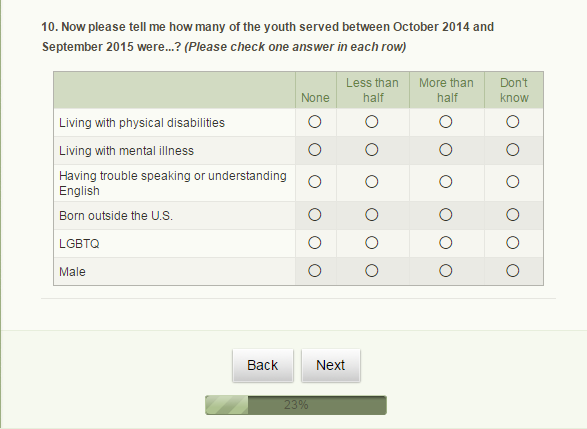 10. Now please tell me how many of the youth served between October 2014 and
September 2015 were...? (Please check one answer in each row)
None
Less than
half
More than
half
Don't
know
Living with physical disabilities
Living with mental illness
Having trouble speaking or understanding
English
Born outside the U.S.
LGBTQ
Male
Back
Next
23%